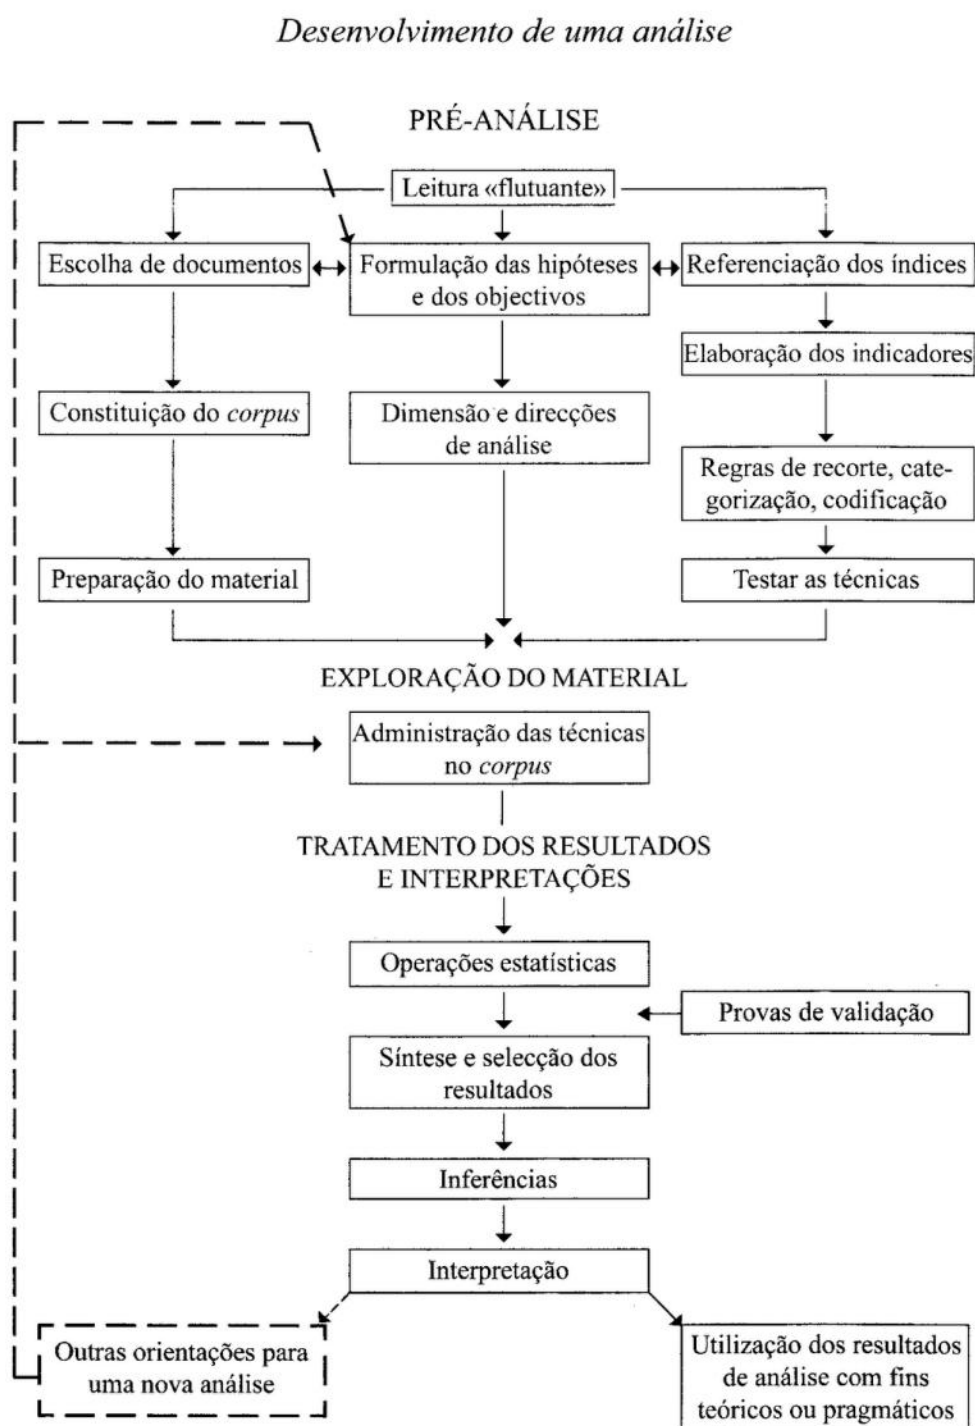 Desenvolvimento de uma análise
PRÉ-ANÁLISE
Leitura «flutuante»
Escolha de documentos
Formulação das hipóteses
e dos objectivos
Referenciação dos índices
Elaboração dos indicadores
Constituição do corpus
Dimensão e direcções
de análise
Regras de recorte, cate-
gorização, codificação
Preparação do material
Testar as técnicas
EXPLORAÇÃO DO MATERIAL
Administração das técnicas
no corpus
TRATAMENTO DOS RESULTADOS
E INTERPRETAÇÕES
Operações estatísticas
Provas de validação
Síntese e selecção dos
resultados
Inferências
Interpretação
Outras orientações para
uma nova análise
Utilização dos resultados
de análise com fins
teóricos ou pragmáticos